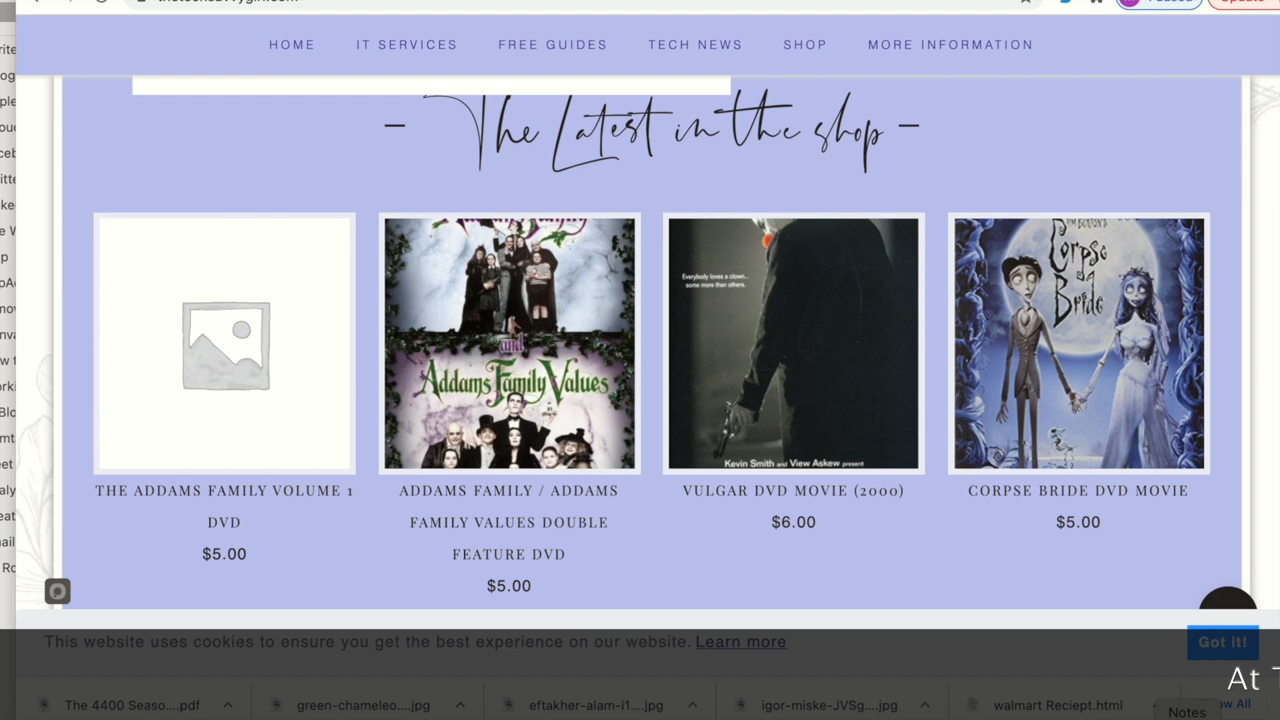 HOME IT SERVICES FREE GUIDES TECH NEWS SHOP MORE INFORMATION
– The Latest in the shop –
Addams Family
and
Addams Family Values
Everybody loves a clown...
some more than others.
Kevin Smith and View Askew present
TIM BURTON'S
Corpse
Bride
THE ADDAMS FAMILY VOLUME 1
DVD
$5.00
ADDAMS FAMILY / ADDAMS
FAMILY VALUES DOUBLE
FEATURE DVD
$5.00
VULGAR DVD MOVIE (2000)
$6.00
CORPSE BRIDE DVD MOVIE
$5.00
This website uses cookies to ensure you get the best experience on our website. Learn more
Got it!
At
The 4400 Seaso....pdf
green-chameleo....jpg
eftakher-alam-i1....jpg
igor-miske-JVSg....jpg
walmart Reciept.html
Notes